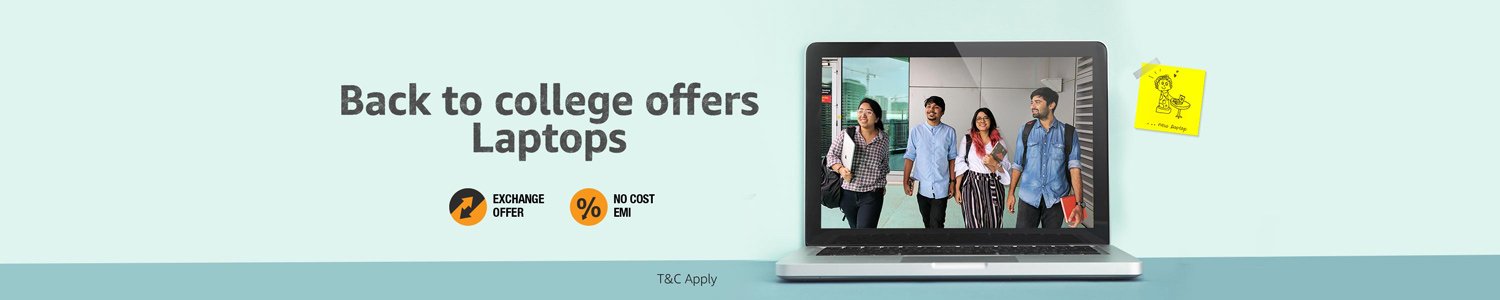 Back to college offers
Laptops
EXCHANGE
OFFER
%
NO COST
EMI
T&C Apply